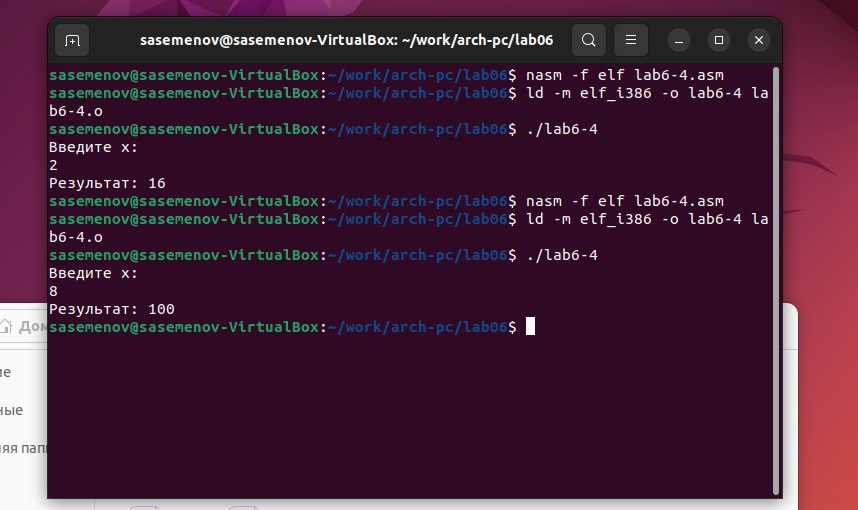 sasemenov@sasemenov-VirtualBox: ~/work/arch-pc/lab06
sasemenov@sasemenov-VirtualBox:~/work/arch-pc/lab06$ nasm -f elf lab6-4.asm
sasemenov@sasemenov-VirtualBox:~/work/arch-pc/lab06$ ld -m elf_i386 -o lab6-4 la
b6-4.o
sasemenov@sasemenov-VirtualBox:~/work/arch-pc/lab06$ ./lab6-4
Введите x:
2
Результат: 16
sasemenov@sasemenov-VirtualBox:~/work/arch-pc/lab06$ nasm -f elf lab6-4.asm
sasemenov@sasemenov-VirtualBox:~/work/arch-pc/lab06$ ld -m elf_i386 -o lab6-4 la
b6-4.o
sasemenov@sasemenov-VirtualBox:~/work/arch-pc/lab06$ ./lab6-4
Введите x:
8
Результат: 100
sasemenov@sasemenov-VirtualBox:~/work/arch-pc/lab06$